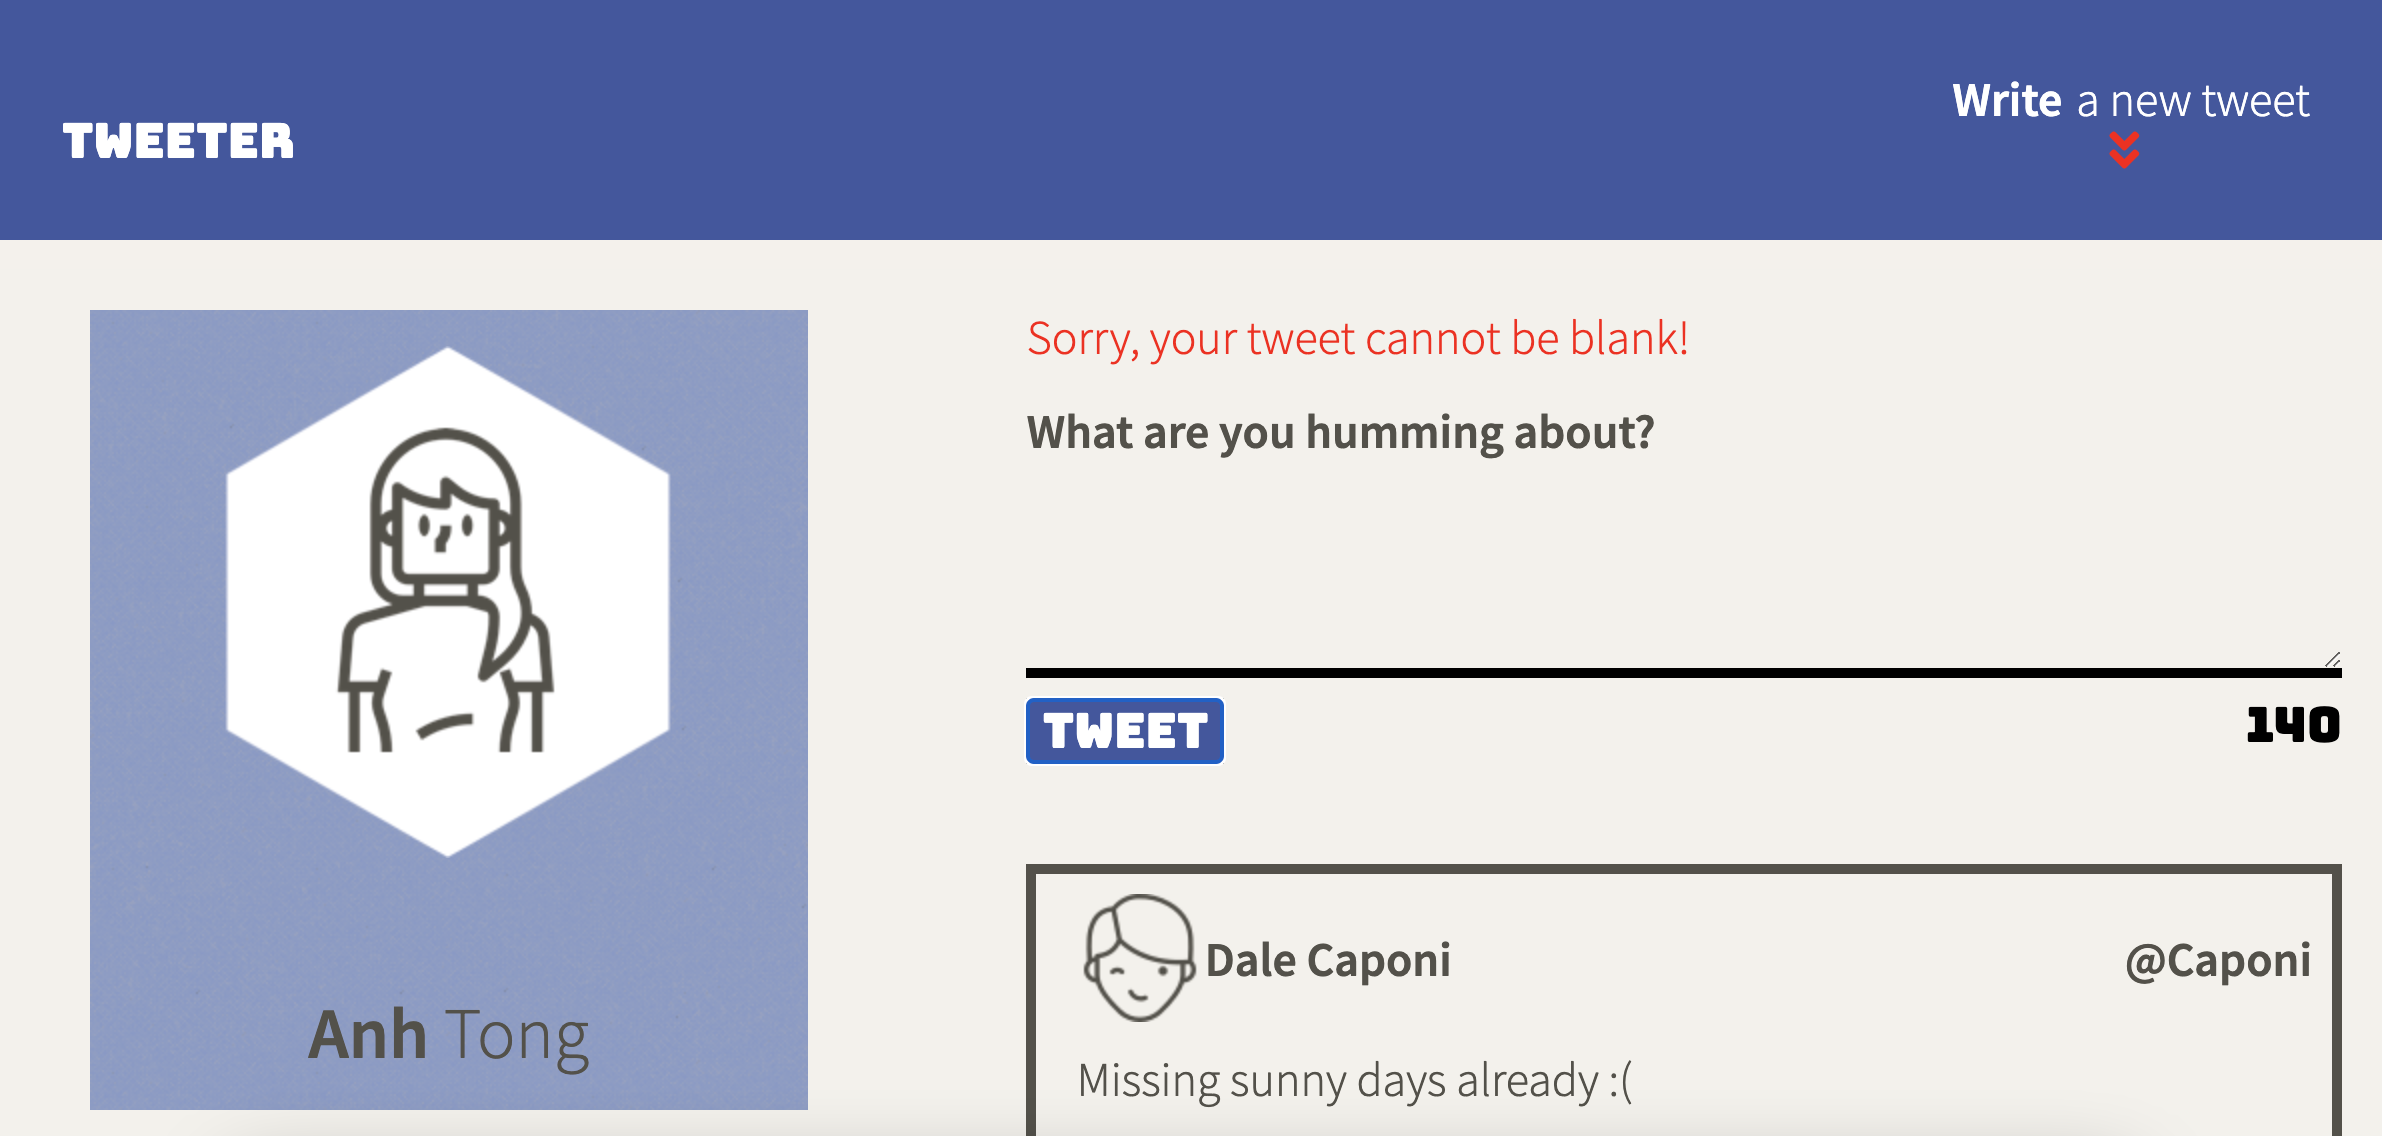 TWEETER
Write a new tweet
Anh Tong
Sorry, your tweet cannot be blank!
What are you humming about?
TWEET
140
Dale Caponi
@Caponi
Missing sunny days already :(